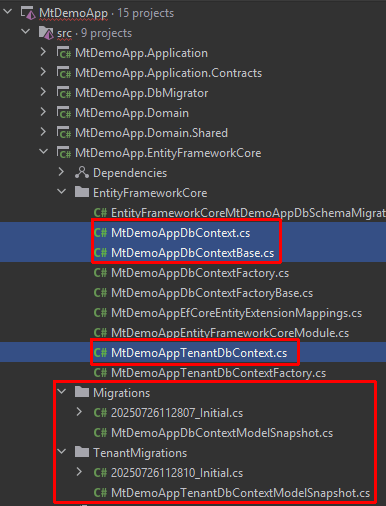 MtDemoApp · 15 projects
src · 9 projects
C# MtDemoApp.Application
C# MtDemoApp.Application.Contracts
C# MtDemoApp.DbMigrator
C# MtDemoApp.Domain
C# MtDemoApp.Domain.Shared
C# MtDemoApp.EntityFrameworkCore
Dependencies
EntityFrameworkCore
C# EntityFrameworkCoreMtDemoAppDbSchemaMigrat
C# MtDemoAppDbContext.cs
C# MtDemoAppDbContextBase.cs
C# MtDemoAppDbContextFactory.cs
C# MtDemoAppDbContextFactoryBase.cs
C# MtDemoAppEfCoreEntityExtensionMappings.cs
C# MtDemoAppEntityFrameworkCoreModule.cs
C# MtDemoAppTenantDbContext.cs
C# MtDemoAppTenantDbContextFactory.cs
Migrations
C# 20250726112807_Initial.cs
C# MtDemoAppDbContextModelSnapshot.cs
TenantMigrations
C# 20250726112810_Initial.cs
C# MtDemoAppTenantDbContextModelSnapshot.cs